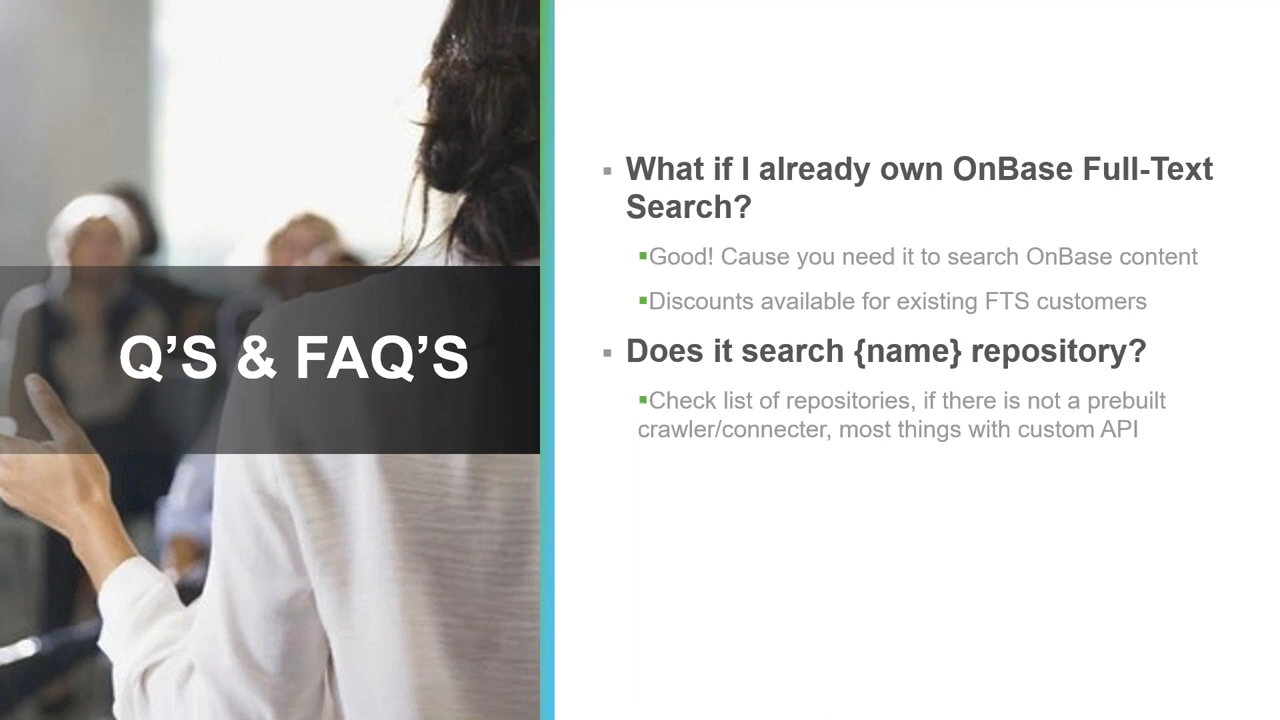 Q’S & FAQ’S
▪ What if I already own OnBase Full-Text
Search?
▪Good! Cause you need it to search OnBase content
▪Discounts available for existing FTS customers
▪ Does it search {name} repository?
▪Check list of repositories, if there is not a prebuilt
crawler/connecter, most things with custom API